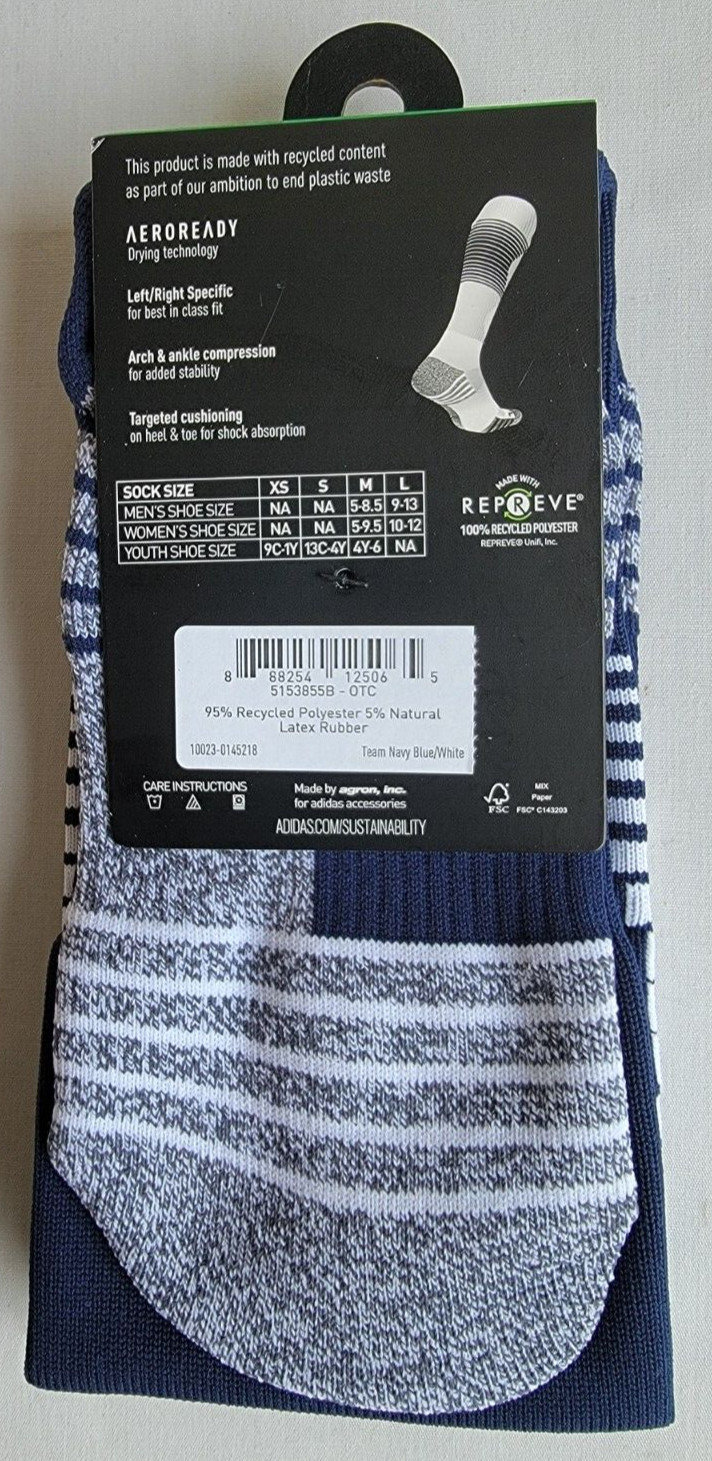 This product is made with recycled content
as part of our ambition to end plastic waste
AEROREADY
Drying technology
Left/Right Specific
for best in class fit
Arch & ankle compression
for added stability
Targeted cushioning
on heel & toe for shock absorption
SOCK SIZE XS S M L
MEN'S SHOE SIZE NA NA 5-8.5 9-13
WOMEN'S SHOE SIZE NA NA 5-9.5 10-12
YOUTH SHOE SIZE 9C-1Y 13C-4Y 4Y-6 NA
MADE WITH
REPREVE®
100% RECYCLED POLYESTER
REPREVE® Unifi, Inc.
8 88254 12506 5
5153855B - OTC
95% Recycled Polyester 5% Natural
Latex Rubber
10023-0145218 Team Navy Blue/White
CARE INSTRUCTIONS
Made by agron, inc.
for adidas accessories
ADIDAS.COM/SUSTAINABILITY
FSC
MIX
Paper
FSC® C143203